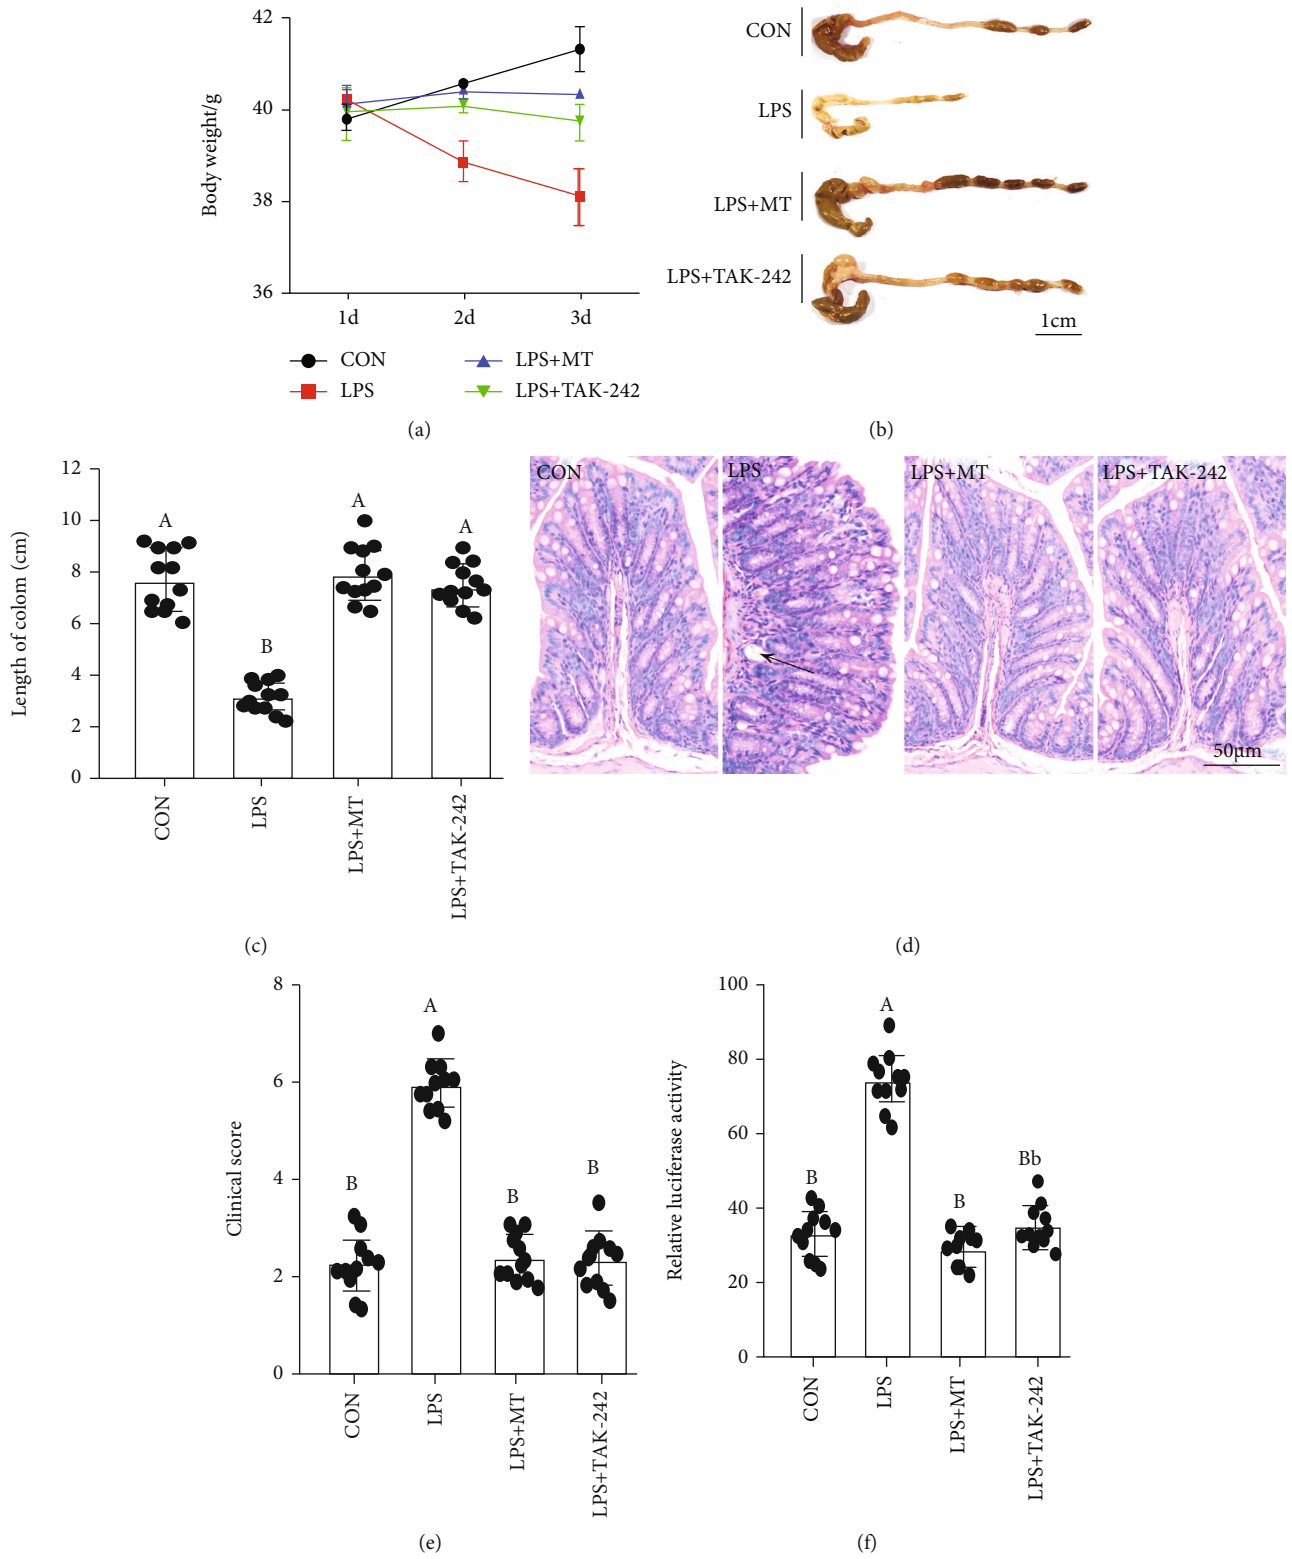 42
40
38
36
Body weight/g
1d 2d 3d
CON LPS+MT
LPS LPS+TAK-242
(a)
CON
LPS
LPS+MT
LPS+TAK-242
1cm
(b)
12
10
8
6
4
2
0
Length of colom (cm)
A B A A
CON LPS LPS+MT LPS+TAK-242
(c)
CON LPS LPS+MT LPS+TAK-242
50μm
(d)
8
6
4
2
0
Clinical score
B A B B
CON LPS LPS+MT LPS+TAK-242
(e)
100
80
60
40
20
0
Relative luciferase activity
B A B Bb
CON LPS LPS+MT LPS+TAK-242
(f)